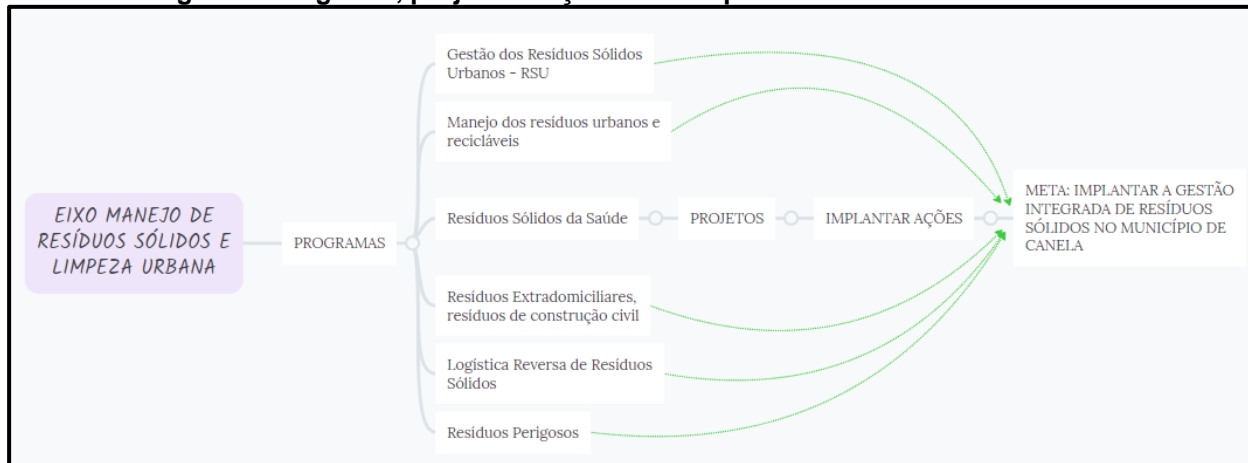 EIXO MANEJO DE
RESÍDUOS SÓLIDOS E
LIMPEZA URBANA
PROGRAMAS
Gestão dos Resíduos Sólidos
Urbanos - RSU
Manejo dos resíduos urbanos e
recicláveis
Resíduos Sólidos da Saúde
PROJETOS
IMPLANTAR AÇÕES
Resíduos Extradomiciliares,
resíduos de construção civil
Logística Reversa de Resíduos
Sólidos
Resíduos Perigosos
META: IMPLANTAR A GESTÃO
INTEGRADA DE RESÍDUOS
SÓLIDOS NO MUNICÍPIO DE
CANELA